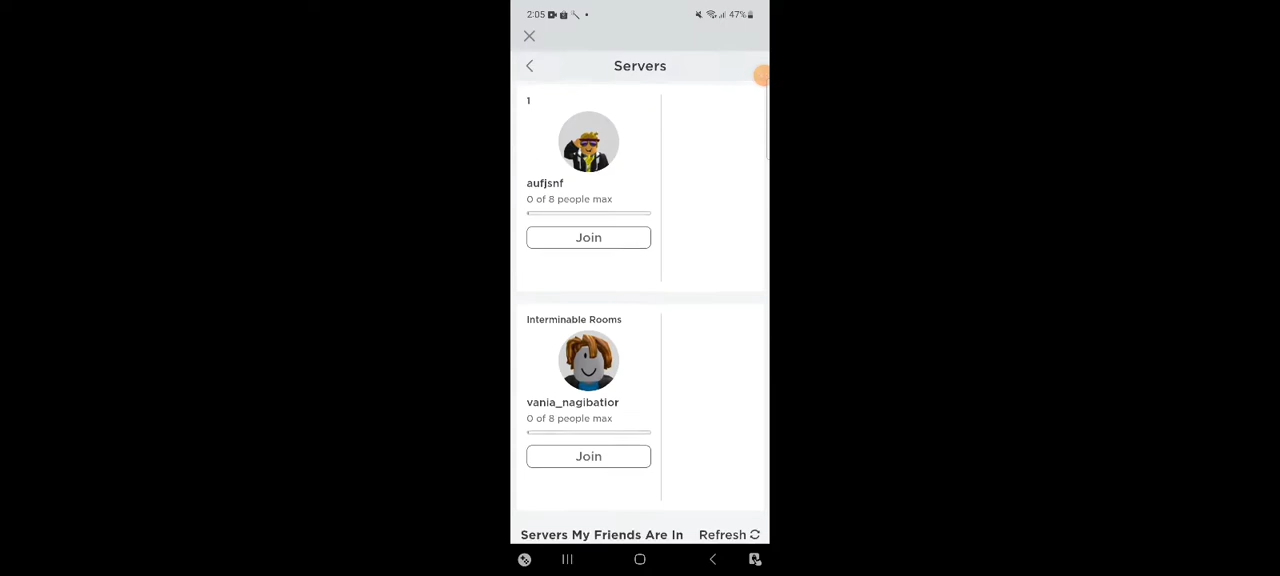 2:05
47%
Servers
1
aufjsnf
0 of 8 people max
Join
Interminable Rooms
vania_nagibatior
0 of 8 people max
Join
Servers My Friends Are In Refresh